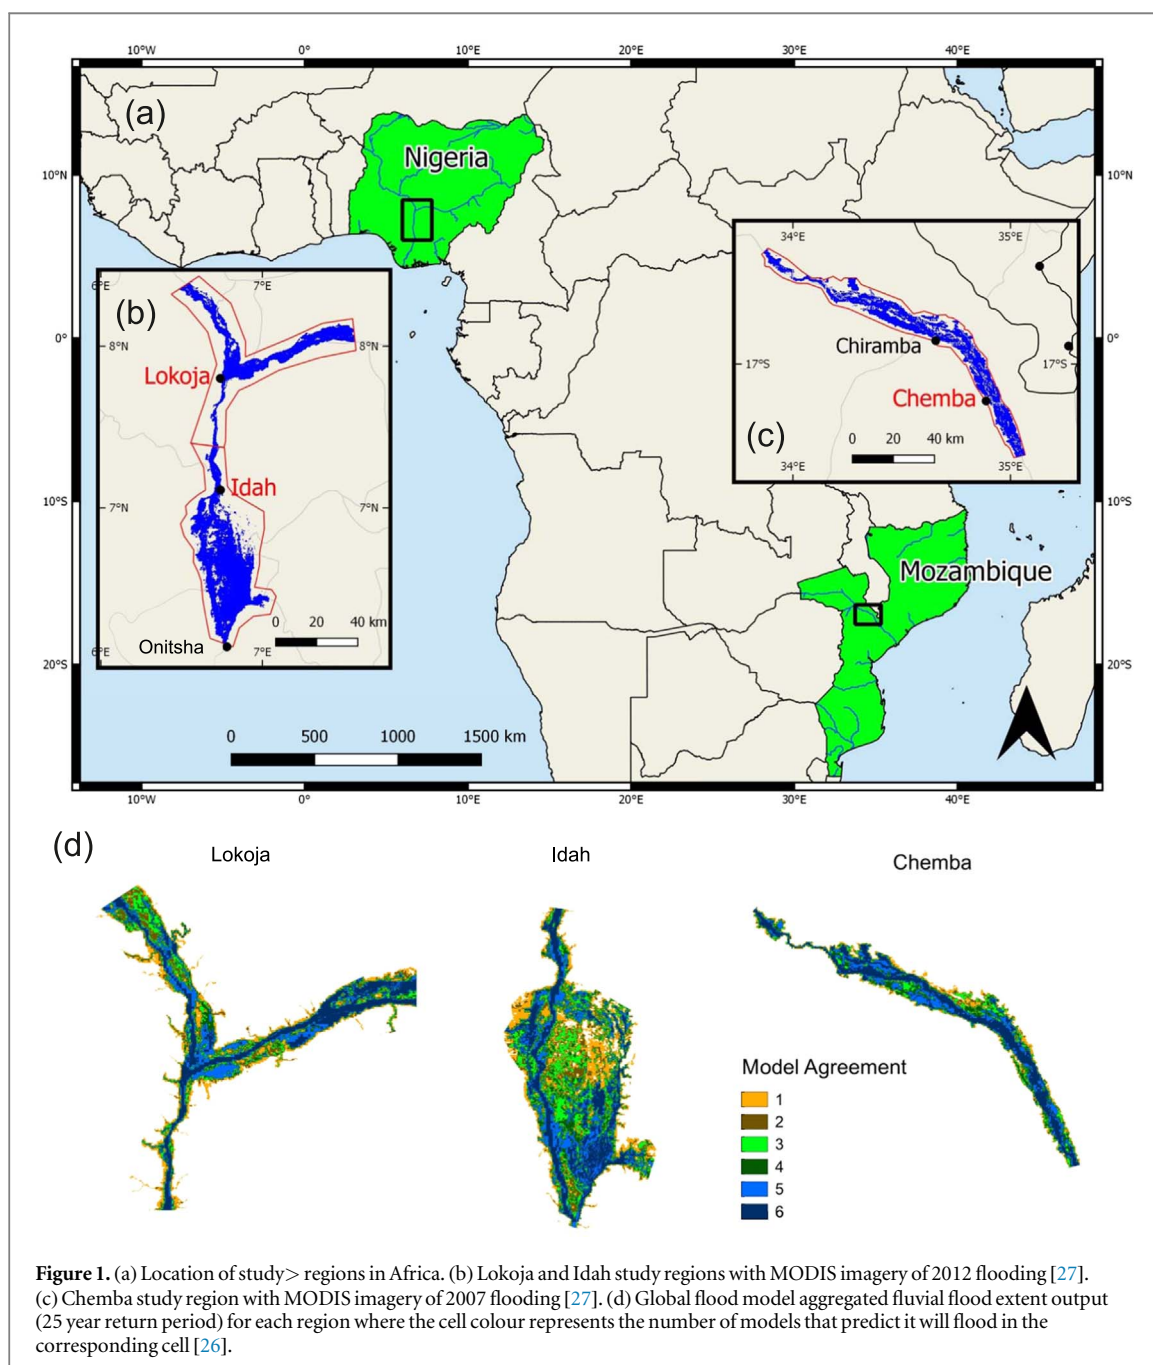 10°W 0° 10°E 20°E 30°E 40°E
(a)
Nigeria
10°N 10°N
34°E 35°E
6°E 7°E
(b)
8°N 8°N
0° 0°
Chiramba
17°S 17°S
Lokoja
Chemba
(c)
0 20 40 km
34°E 35°E
Idah
7°N 7°N
10°S 10°S
Mozambique
0 20 40 km
Onitsha
6°E 7°E
20°S 20°S
0 500 1000 1500 km
10°W 0° 10°E 20°E 30°E 40°E
(d)
Lokoja Idah Chemba
Model Agreement
1
2
3
4
5
6
Figure 1. (a) Location of study> regions in Africa. (b) Lokoja and Idah study regions with MODIS imagery of 2012 flooding [27].
(c) Chemba study region with MODIS imagery of 2007 flooding [27]. (d) Global flood model aggregated fluvial flood extent output
(25 year return period) for each region where the cell colour represents the number of models that predict it will flood in the
corresponding cell [26].